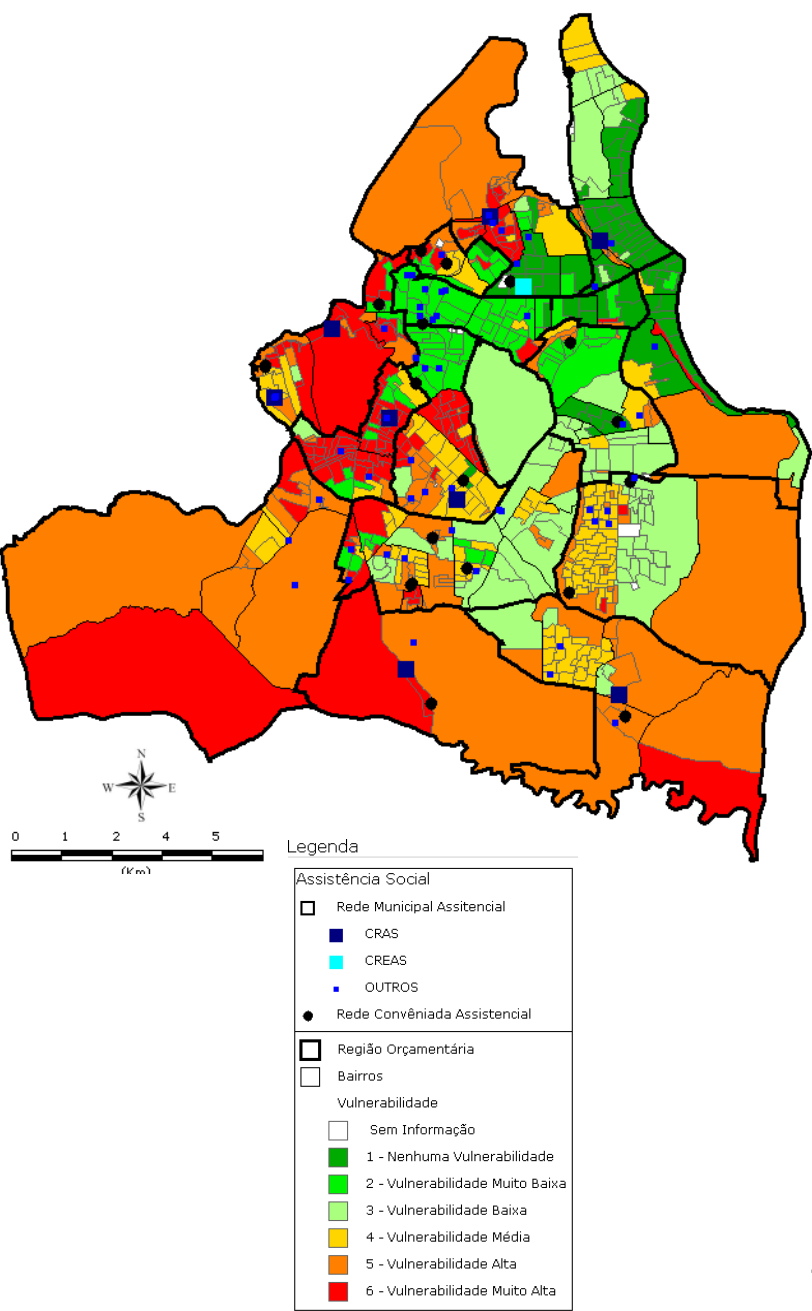 N
W E
S
0 1 2 4 5
(Km)
Legenda
Assistência Social
Rede Municipal Assitencial
CRAS
CREAS
OUTROS
Rede Convêniada Assistencial
Região Orçamentária
Bairros
Vulnerabilidade
Sem Informação
1 - Nenhuma Vulnerabilidade
2 - Vulnerabilidade Muito Baixa
3 - Vulnerabilidade Baixa
4 - Vulnerabilidade Média
5 - Vulnerabilidade Alta
6 - Vulnerabilidade Muito Alta